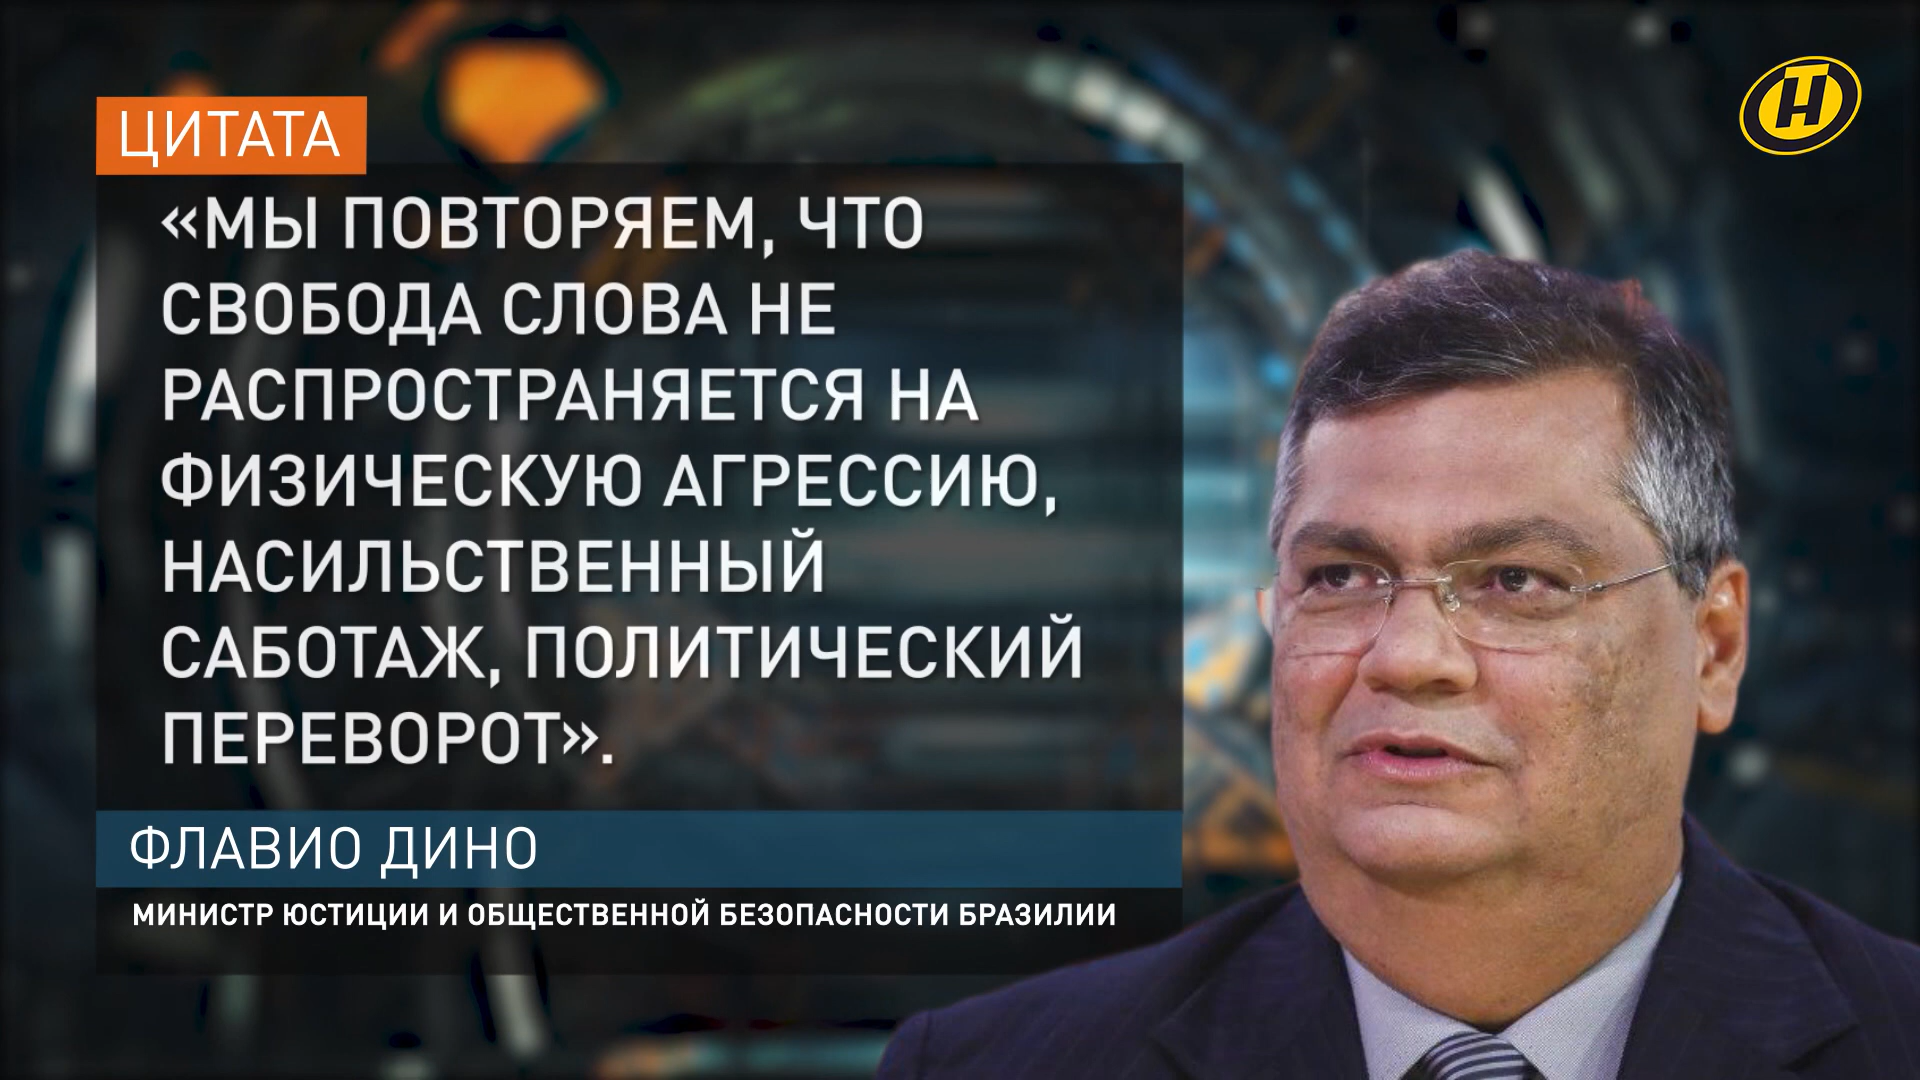 ЦИТАТА
«МЫ ПОВТОРЯЕМ, ЧТО
СВОБОДА СЛОВА НЕ
РАСПРОСТРАНЯЕТСЯ НА
ФИЗИЧЕСКУЮ АГРЕССИЮ,
НАСИЛЬСТВЕННЫЙ
САБОТАЖ, ПОЛИТИЧЕСКИЙ
ПЕРЕВОРОТ».
ФЛАВИО ДИНО
МИНИСТР ЮСТИЦИИ И ОБЩЕСТВЕННОЙ БЕЗОПАСНОСТИ БРАЗИЛИИ
ОНТ